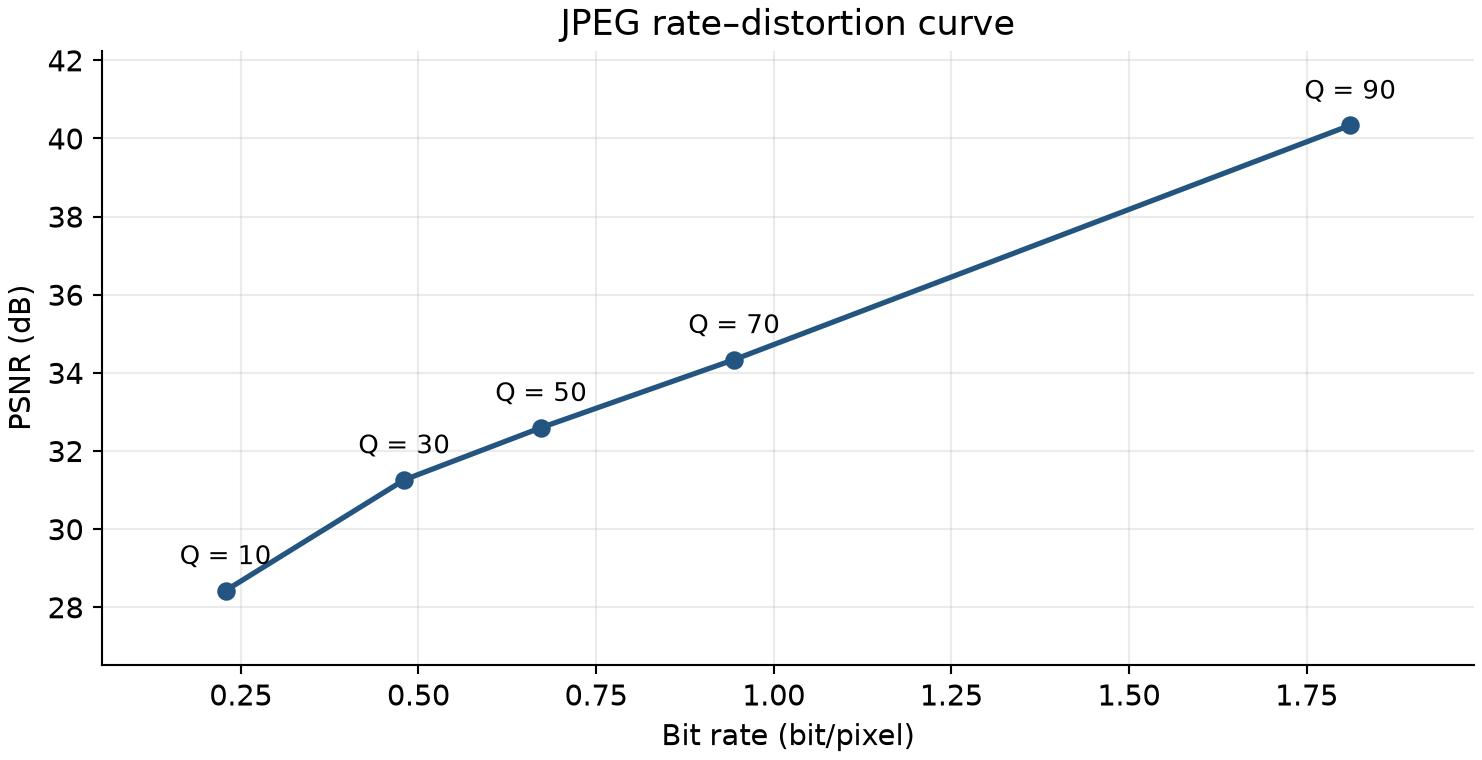 JPEG rate–distortion curve
PSNR (dB)
42
40
38
36
34
32
30
28
Q = 10
Q = 30
Q = 50
Q = 70
Q = 90
0.25 0.50 0.75 1.00 1.25 1.50 1.75
Bit rate (bit/pixel)